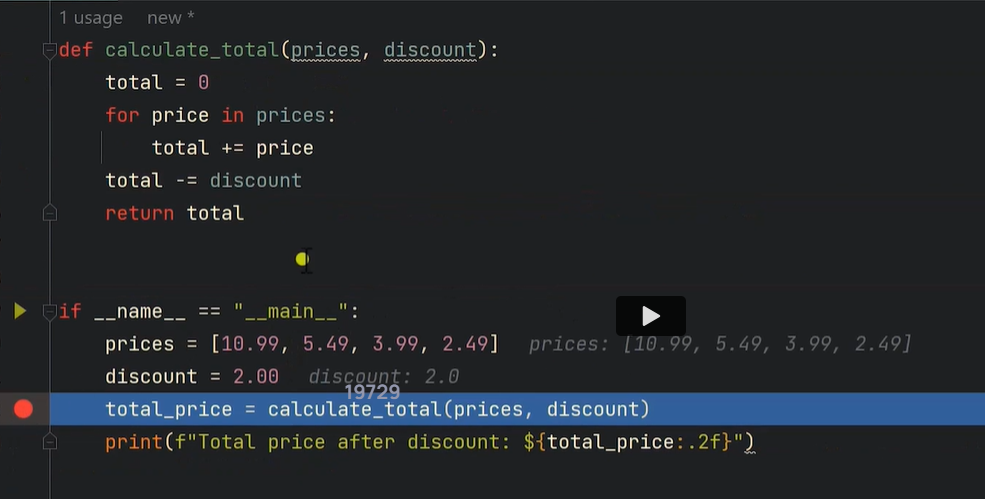 1 usage new *
def calculate_total(prices, discount):
total = 0
for price in prices:
total += price
total -= discount
return total
if __name__ == "__main__":
prices = [10.99, 5.49, 3.99, 2.49] prices: [10.99, 5.49, 3.99, 2.49]
discount = 2.00 discount: 2.0
19729
total_price = calculate_total(prices, discount)
print(f"Total price after discount: ${total_price:.2f}")